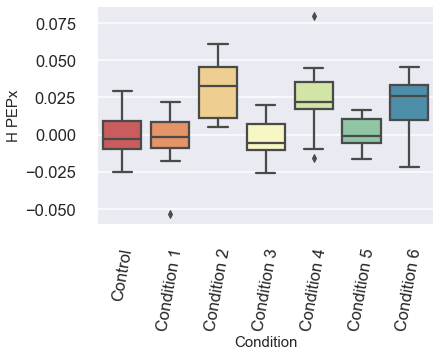 0.075
0.050
0.025
0.000
−0.025
−0.050
H PEPx
Control
Condition 1
Condition 2
Condition 3
Condition 4
Condition 5
Condition 6
Condition